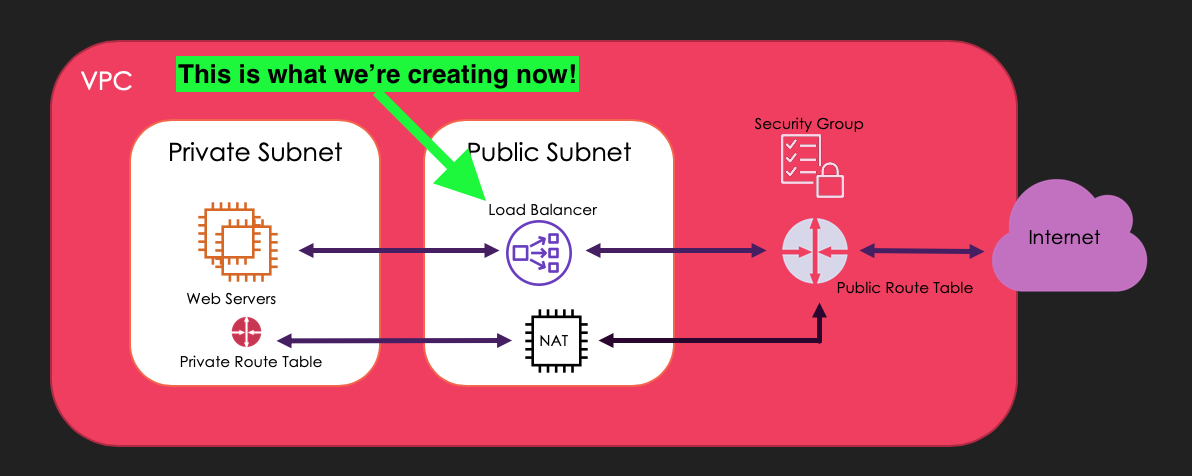 This is what we're creating now!
VPC
Security Group
Private Subnet
Public Subnet
Load Balancer
Internet
Public Route Table
Web Servers
NAT
Private Route Table